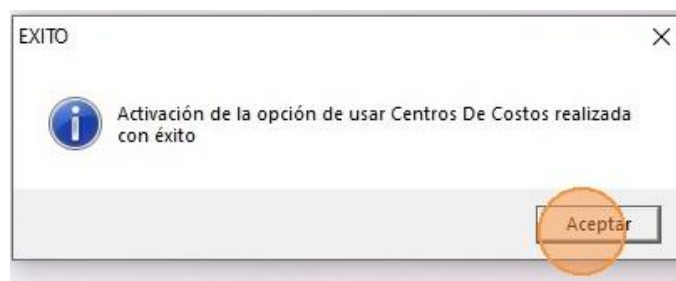 EXITO
Activación de la opción de usar Centros De Costos realizada
con éxito
Aceptar